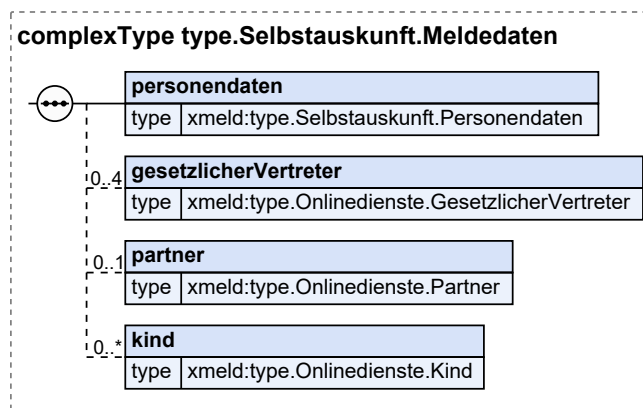 complexType type.Selbstauskunft.Meldedaten
personendaten
type xmeld:type.Selbstauskunft.Personendaten
0..4 gesetzlicherVertreter
type xmeld:type.Onlinedienste.GesetzlicherVertreter
0..1 partner
type xmeld:type.Onlinedienste.Partner
0..* kind
type xmeld:type.Onlinedienste.Kind